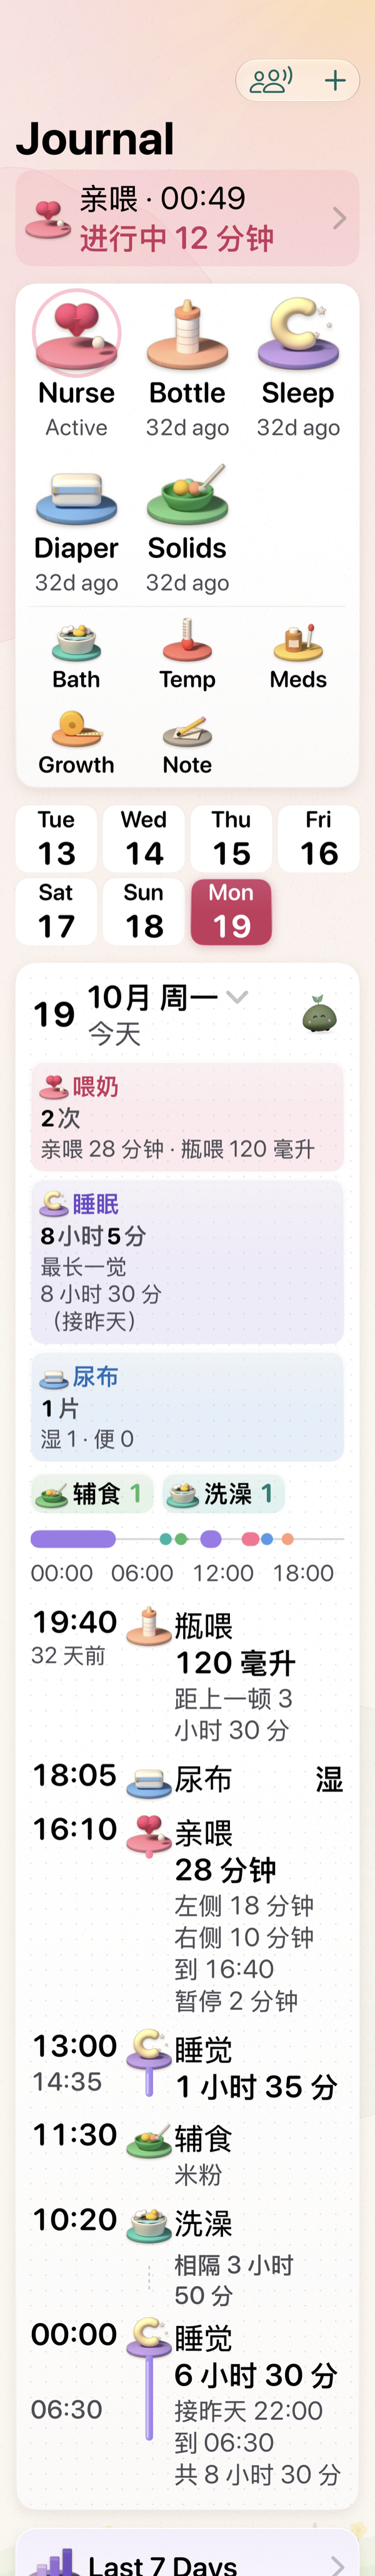 Journal
亲喂 · 00:49
进行中 12 分钟
Nurse
Active
Bottle
32d ago
Sleep
32d ago
Diaper
32d ago
Solids
32d ago
Bath
Temp
Meds
Growth
Note
Tue
13
Wed
14
Thu
15
Fri
16
Sat
17
Sun
18
Mon
19
19
10月 周一
今天
喂奶
2次
亲喂 28 分钟 · 瓶喂 120 毫升
睡眠
8小时5分
最长一觉
8 小时 30 分
（接昨天）
尿布
1片
湿 1 · 便 0
辅食 1
洗澡 1
00:00 06:00 12:00 18:00
19:40
32 天前
瓶喂
120 毫升
距上一顿 3
小时 30 分
18:05
尿布
湿
16:10
亲喂
28 分钟
左侧 18 分钟
右侧 10 分钟
到 16:40
暂停 2 分钟
13:00
14:35
睡觉
1 小时 35 分
11:30
辅食
米粉
10:20
洗澡
相隔 3 小时
50 分
00:00
06:30
睡觉
6 小时 30 分
接昨天 22:00
到 06:30
共 8 小时 30 分
Last 7 Days